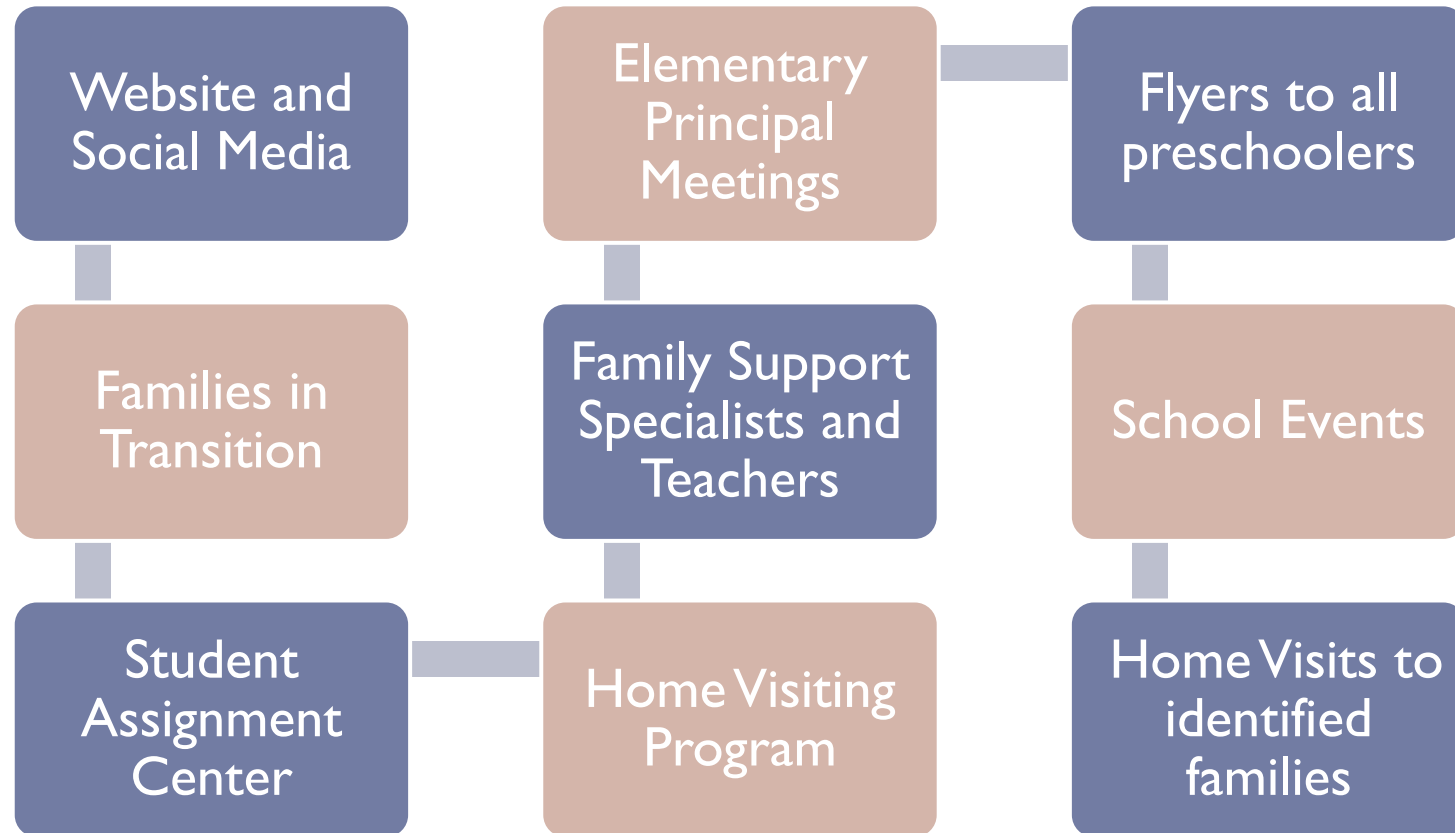 Website and
Social Media
Families in
Transition
Student
Assignment
Center
Home Visiting
Program
Family Support
Specialists and
Teachers
Elementary
Principal
Meetings
Flyers to all
preschoolers
School Events
Home Visits to
identified
families